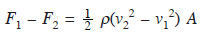 F₁ − F₂ = ½ ρ(v₂² − v₁²) A